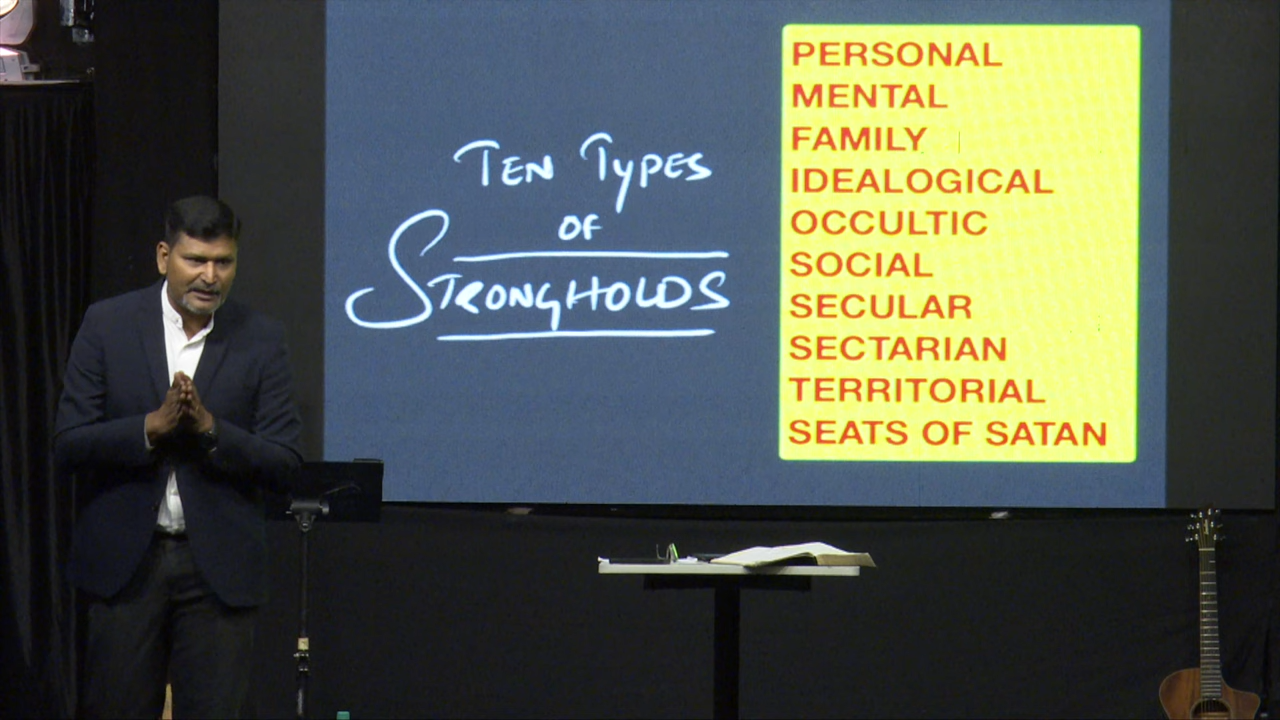 TEN TYPES
OF
STRONGHOLDS
PERSONAL
MENTAL
FAMILY
IDEALOGICAL
OCCULTIC
SOCIAL
SECULAR
SECTARIAN
TERRITORIAL
SEATS OF SATAN